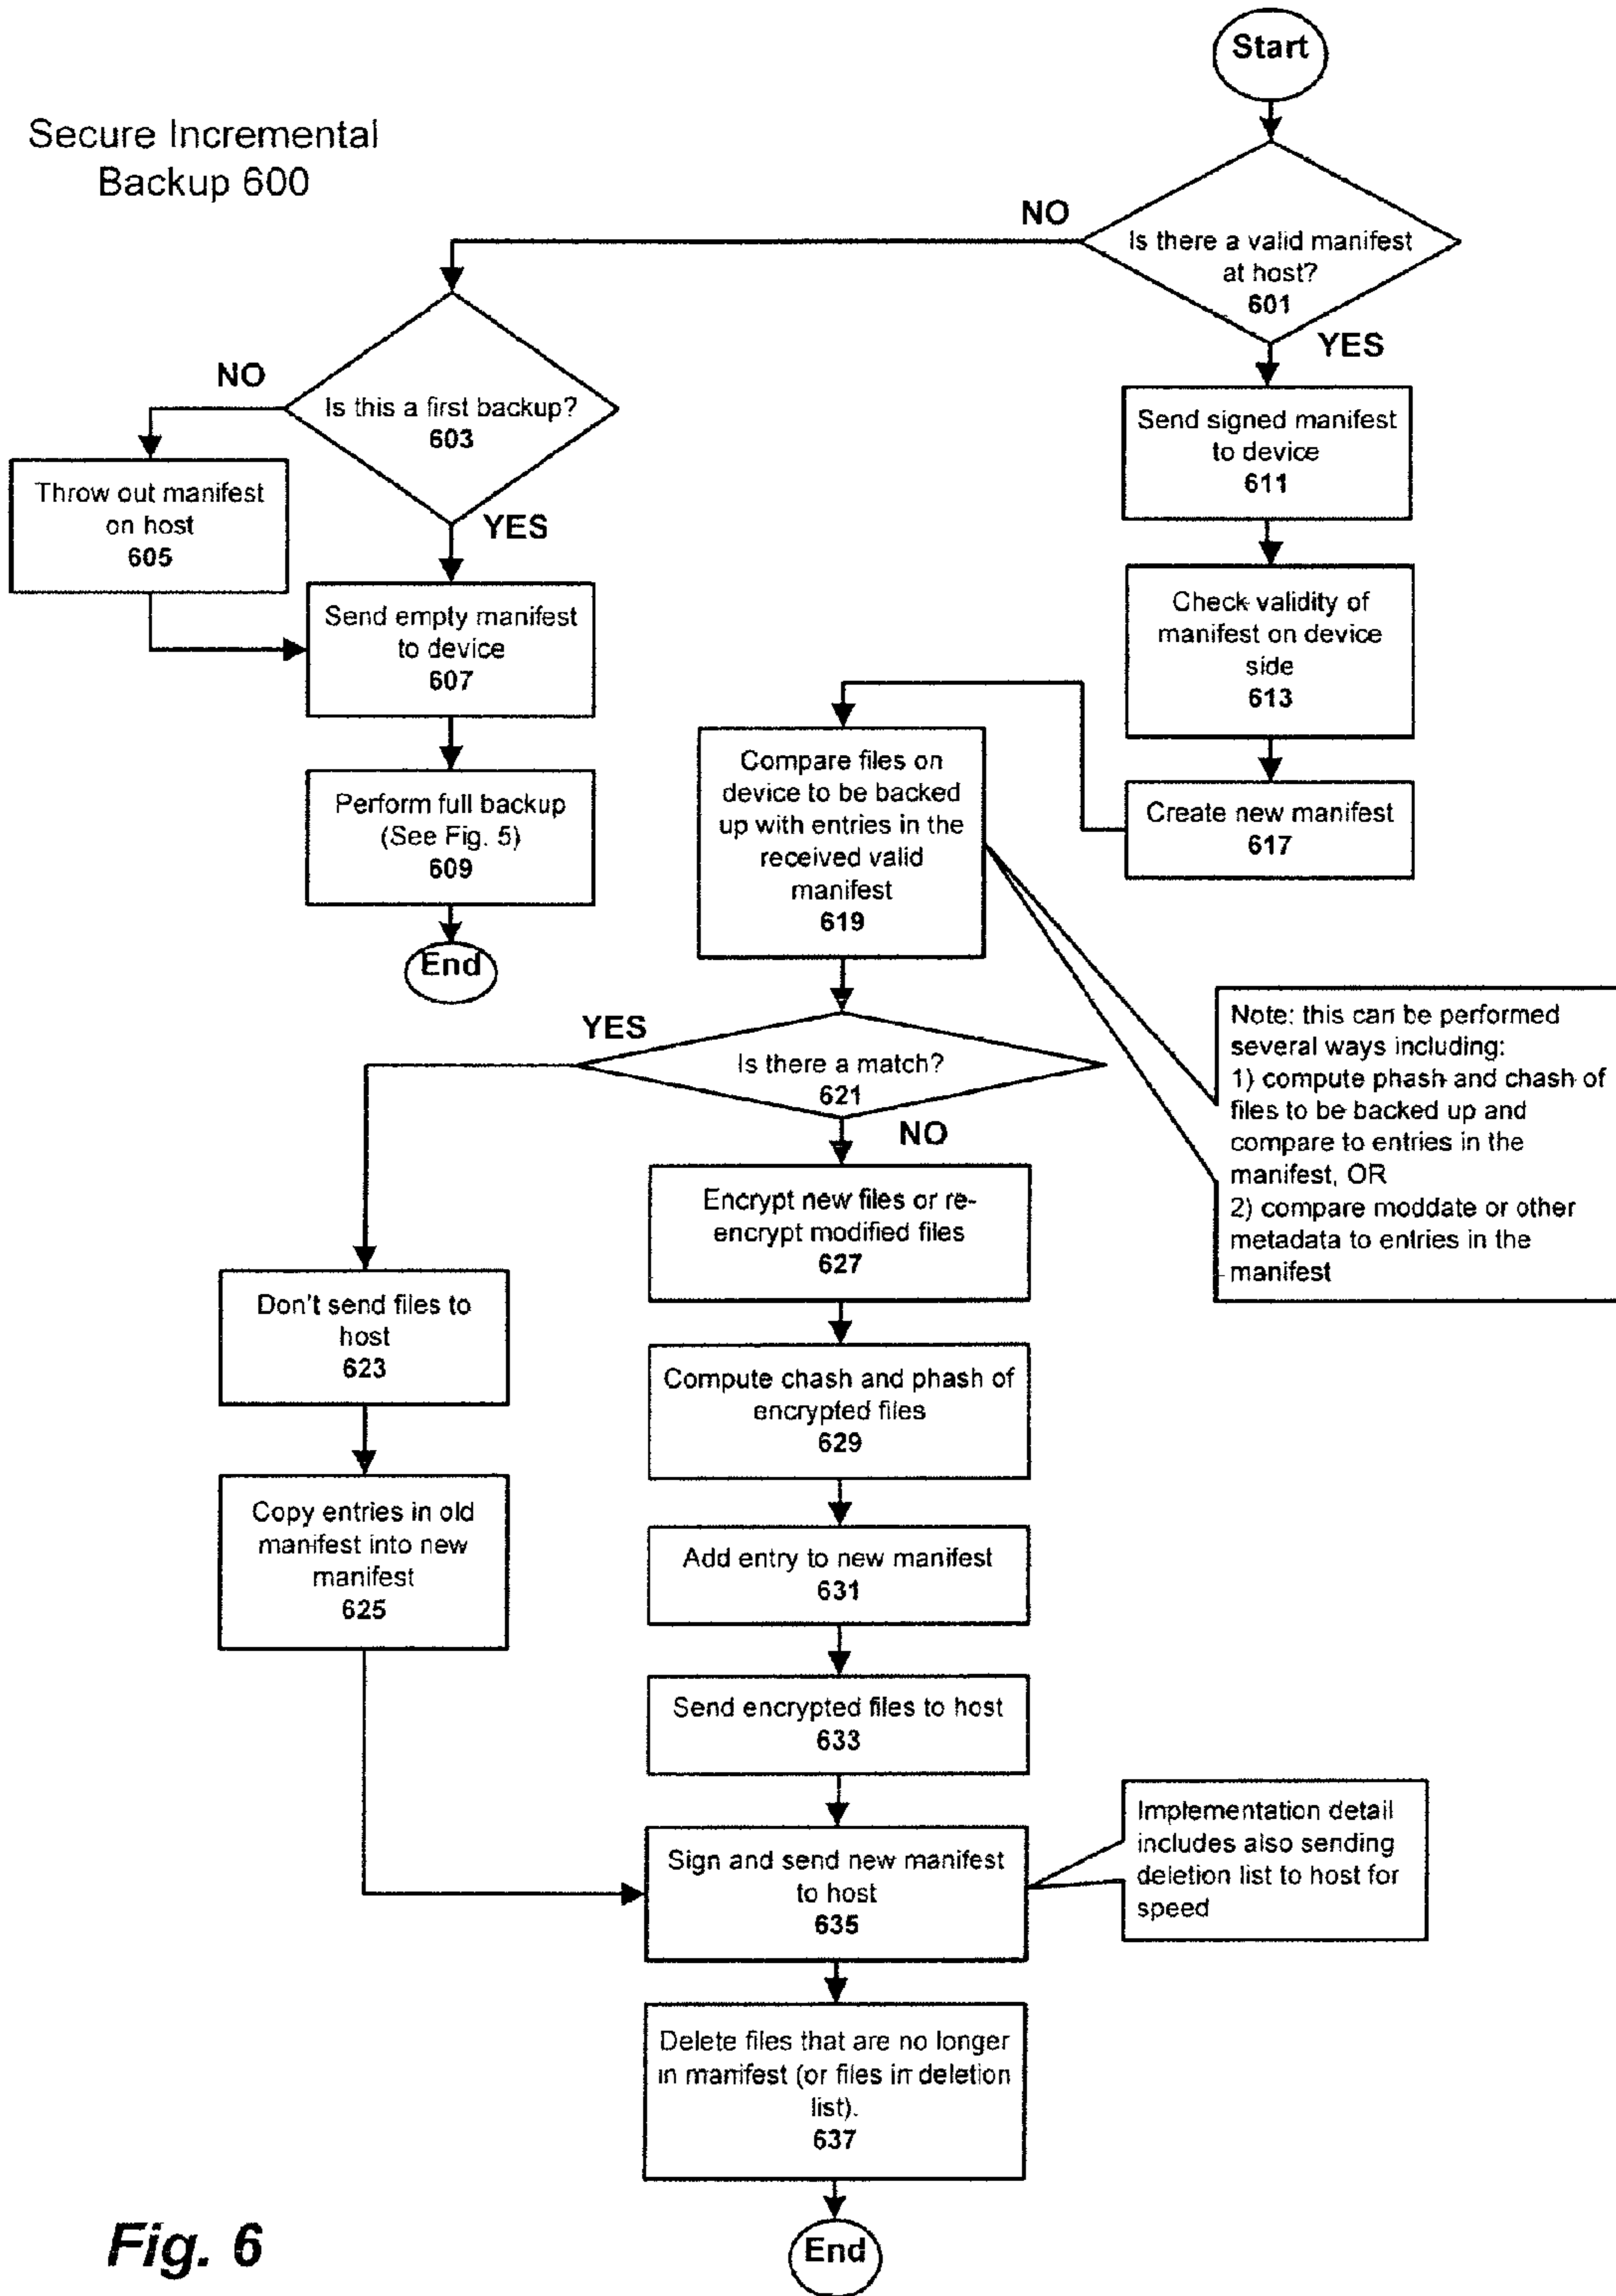 Start
Secure Incremental
Backup 600
NO
Is there a valid manifest
at host?
601
YES
NO
Is this a first backup?
603
YES
Send signed manifest
to device
611
Throw out manifest
on host
605
Send empty manifest
to device
607
Check validity of
manifest on device
side
613
Perform full backup
(See Fig. 5)
609
End
Compare files on
device to be backed
up with entries in the
received valid
manifest
619
Create new manifest
617
Note: this can be performed
several ways including:
1) compute phash and chash of
files to be backed up and
compare to entries in the
manifest, OR
2) compare moddate or other
metadata to entries in the
manifest
YES
Is there a match?
621
NO
Encrypt new files or re-
encrypt modified files
627
Don't send files to
host
623
Compute chash and phash of
encrypted files
629
Copy entries in old
manifest into new
manifest
625
Add entry to new manifest
631
Send encrypted files to host
633
Sign and send new manifest
to host
635
Implementation detail
includes also sending
deletion list to host for
speed
Delete files that are no longer
in manifest (or files in deletion
list).
637
End
Fig. 6